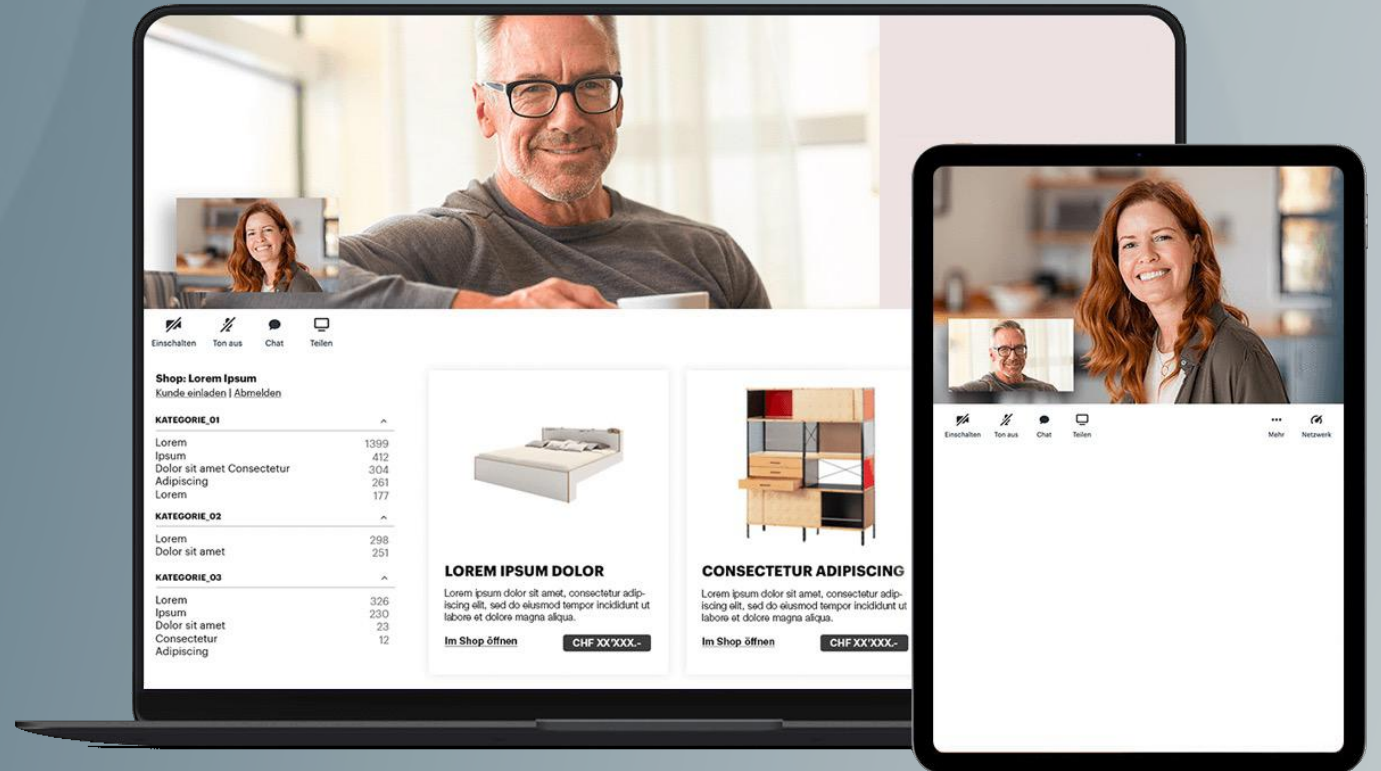 Einschalten Ton aus Chat Teilen
Shop: Lorem Ipsum
Kunde einladen | Abmelden
KATEGORIE_01
Lorem 1399
Ipsum 412
Dolor sit amet Consectetur 304
Adipiscing 261
Lorem 177
KATEGORIE_02
Lorem 298
Dolor sit amet 251
KATEGORIE_03
Lorem 326
Ipsum 230
Dolor sit amet 23
Consectetur 12
Adipiscing
LOREM IPSUM DOLOR
Lorem ipsum dolor sit amet, consectetur adip-
iscing elit, sed do eiusmod tempor incididunt ut
labore et dolore magna aliqua.
Im Shop öffnen CHF XX'XXX.-
CONSECTETUR ADIPISCING
Lorem ipsum dolor sit amet, consectetur adip-
iscing elit, sed do eiusmod tempor incididunt ut
labore et dolore magna aliqua.
Im Shop öffnen CHF XX'XXX.-
Einschalten Ton aus Chat Teilen Mehr Netzwerk